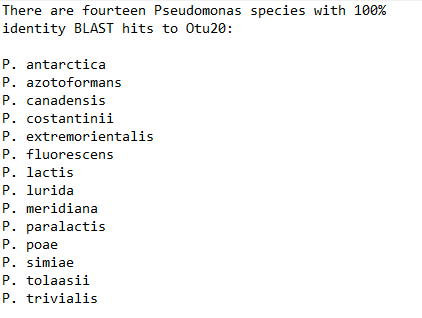 There are fourteen Pseudomonas species with 100%
identity BLAST hits to Otu20:
P. antarctica
P. azotoformans
P. canadensis
P. costantinii
P. extremorientalis
P. fluorescens
P. lactis
P. lurida
P. meridiana
P. paralactis
P. poae
P. simiae
P. tolaasii
P. trivialis